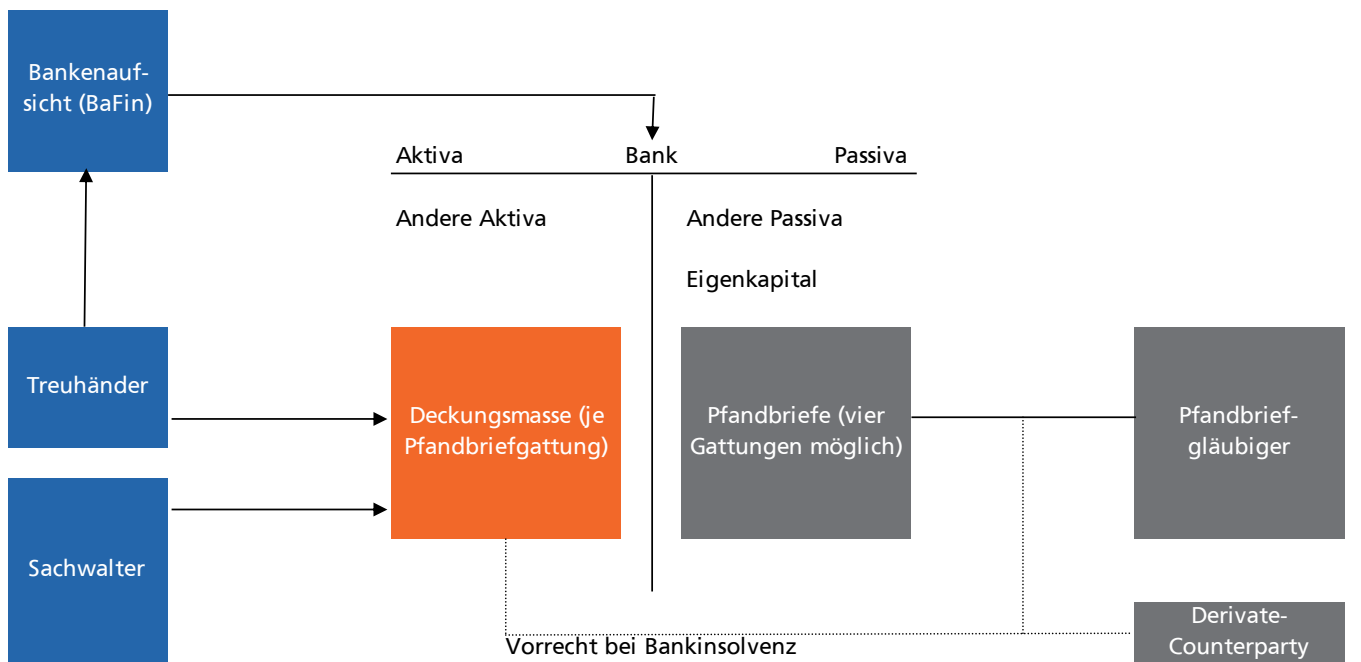 Bankenauf-
sicht (BaFin)
Aktiva Bank Passiva
Andere Aktiva
Andere Passiva
Eigenkapital
Treuhänder
Deckungsmasse (je
Pfandbriefgattung)
Pfandbriefe (vier
Gattungen möglich)
Pfandbrief-
gläubiger
Sachwalter
Vorrecht bei Bankinsolvenz
Derivate-
Counterparty